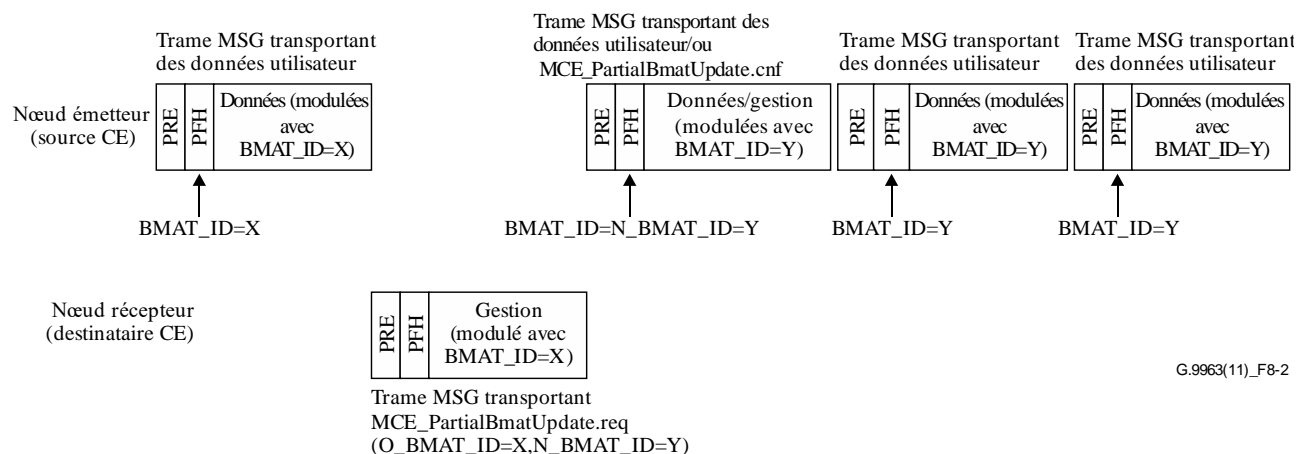 Trame MSG transportant
des données utilisateur
Trame MSG transportant des
données utilisateur/ou
MCE_PartialBmatUpdate.cnf
Trame MSG transportant
des données utilisateur
Trame MSG transportant
des données utilisateur
Nœud émetteur
(source CE)
PRE
PFH
Données (modulées
avec
BMAT_ID=X)
PRE
PFH
Données/gestion
(modulées avec
BMAT_ID=Y)
PRE
PFH
Données (modulées
avec
BMAT_ID=Y)
PRE
PFH
Données (modulées
avec
BMAT_ID=Y)
BMAT_ID=X
BMAT_ID=N_BMAT_ID=Y
BMAT_ID=Y
BMAT_ID=Y
Nœud récepteur
(destinataire CE)
PRE
PFH
Gestion
(modulé avec
BMAT_ID=X)
Trame MSG transportant
MCE_PartialBmatUpdate.req
(O_BMAT_ID=X,N_BMAT_ID=Y)
G.9963(11)_F8-2